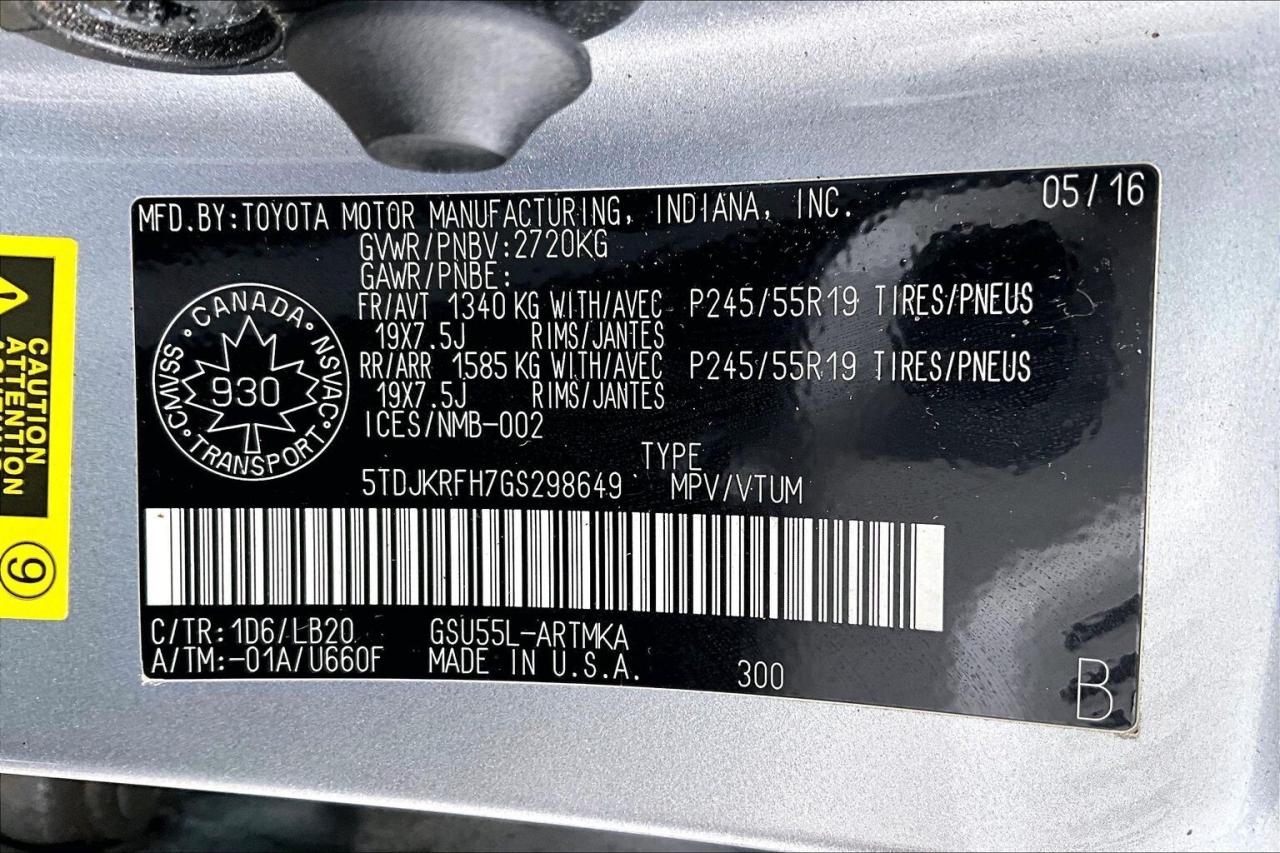 MFD.BY:TOYOTA MOTOR MANUFACTURING, INDIANA, INC. 05/16
GVWR/PNBV:2720KG
GAWR/PNBE:
FR/AVT 1340 KG WITH/AVEC P245/55R19 TIRES/PNEUS
19X7.5J RIMS/JANTES
RR/ARR 1585 KG WITH/AVEC P245/55R19 TIRES/PNEUS
19X7.5J RIMS/JANTES
ICES/NMB-002
CANADA · NSVAC · TRANSPORT · CMVSS ·
930
TYPE
5TDJKRFH7GS298649 MPV/VTUM
C/TR:1D6/LB20 GSU55L-ARTMKA
A/TM:-01A/U660F MADE IN U.S.A. 300
B
CAUTION
ATTENTION
9